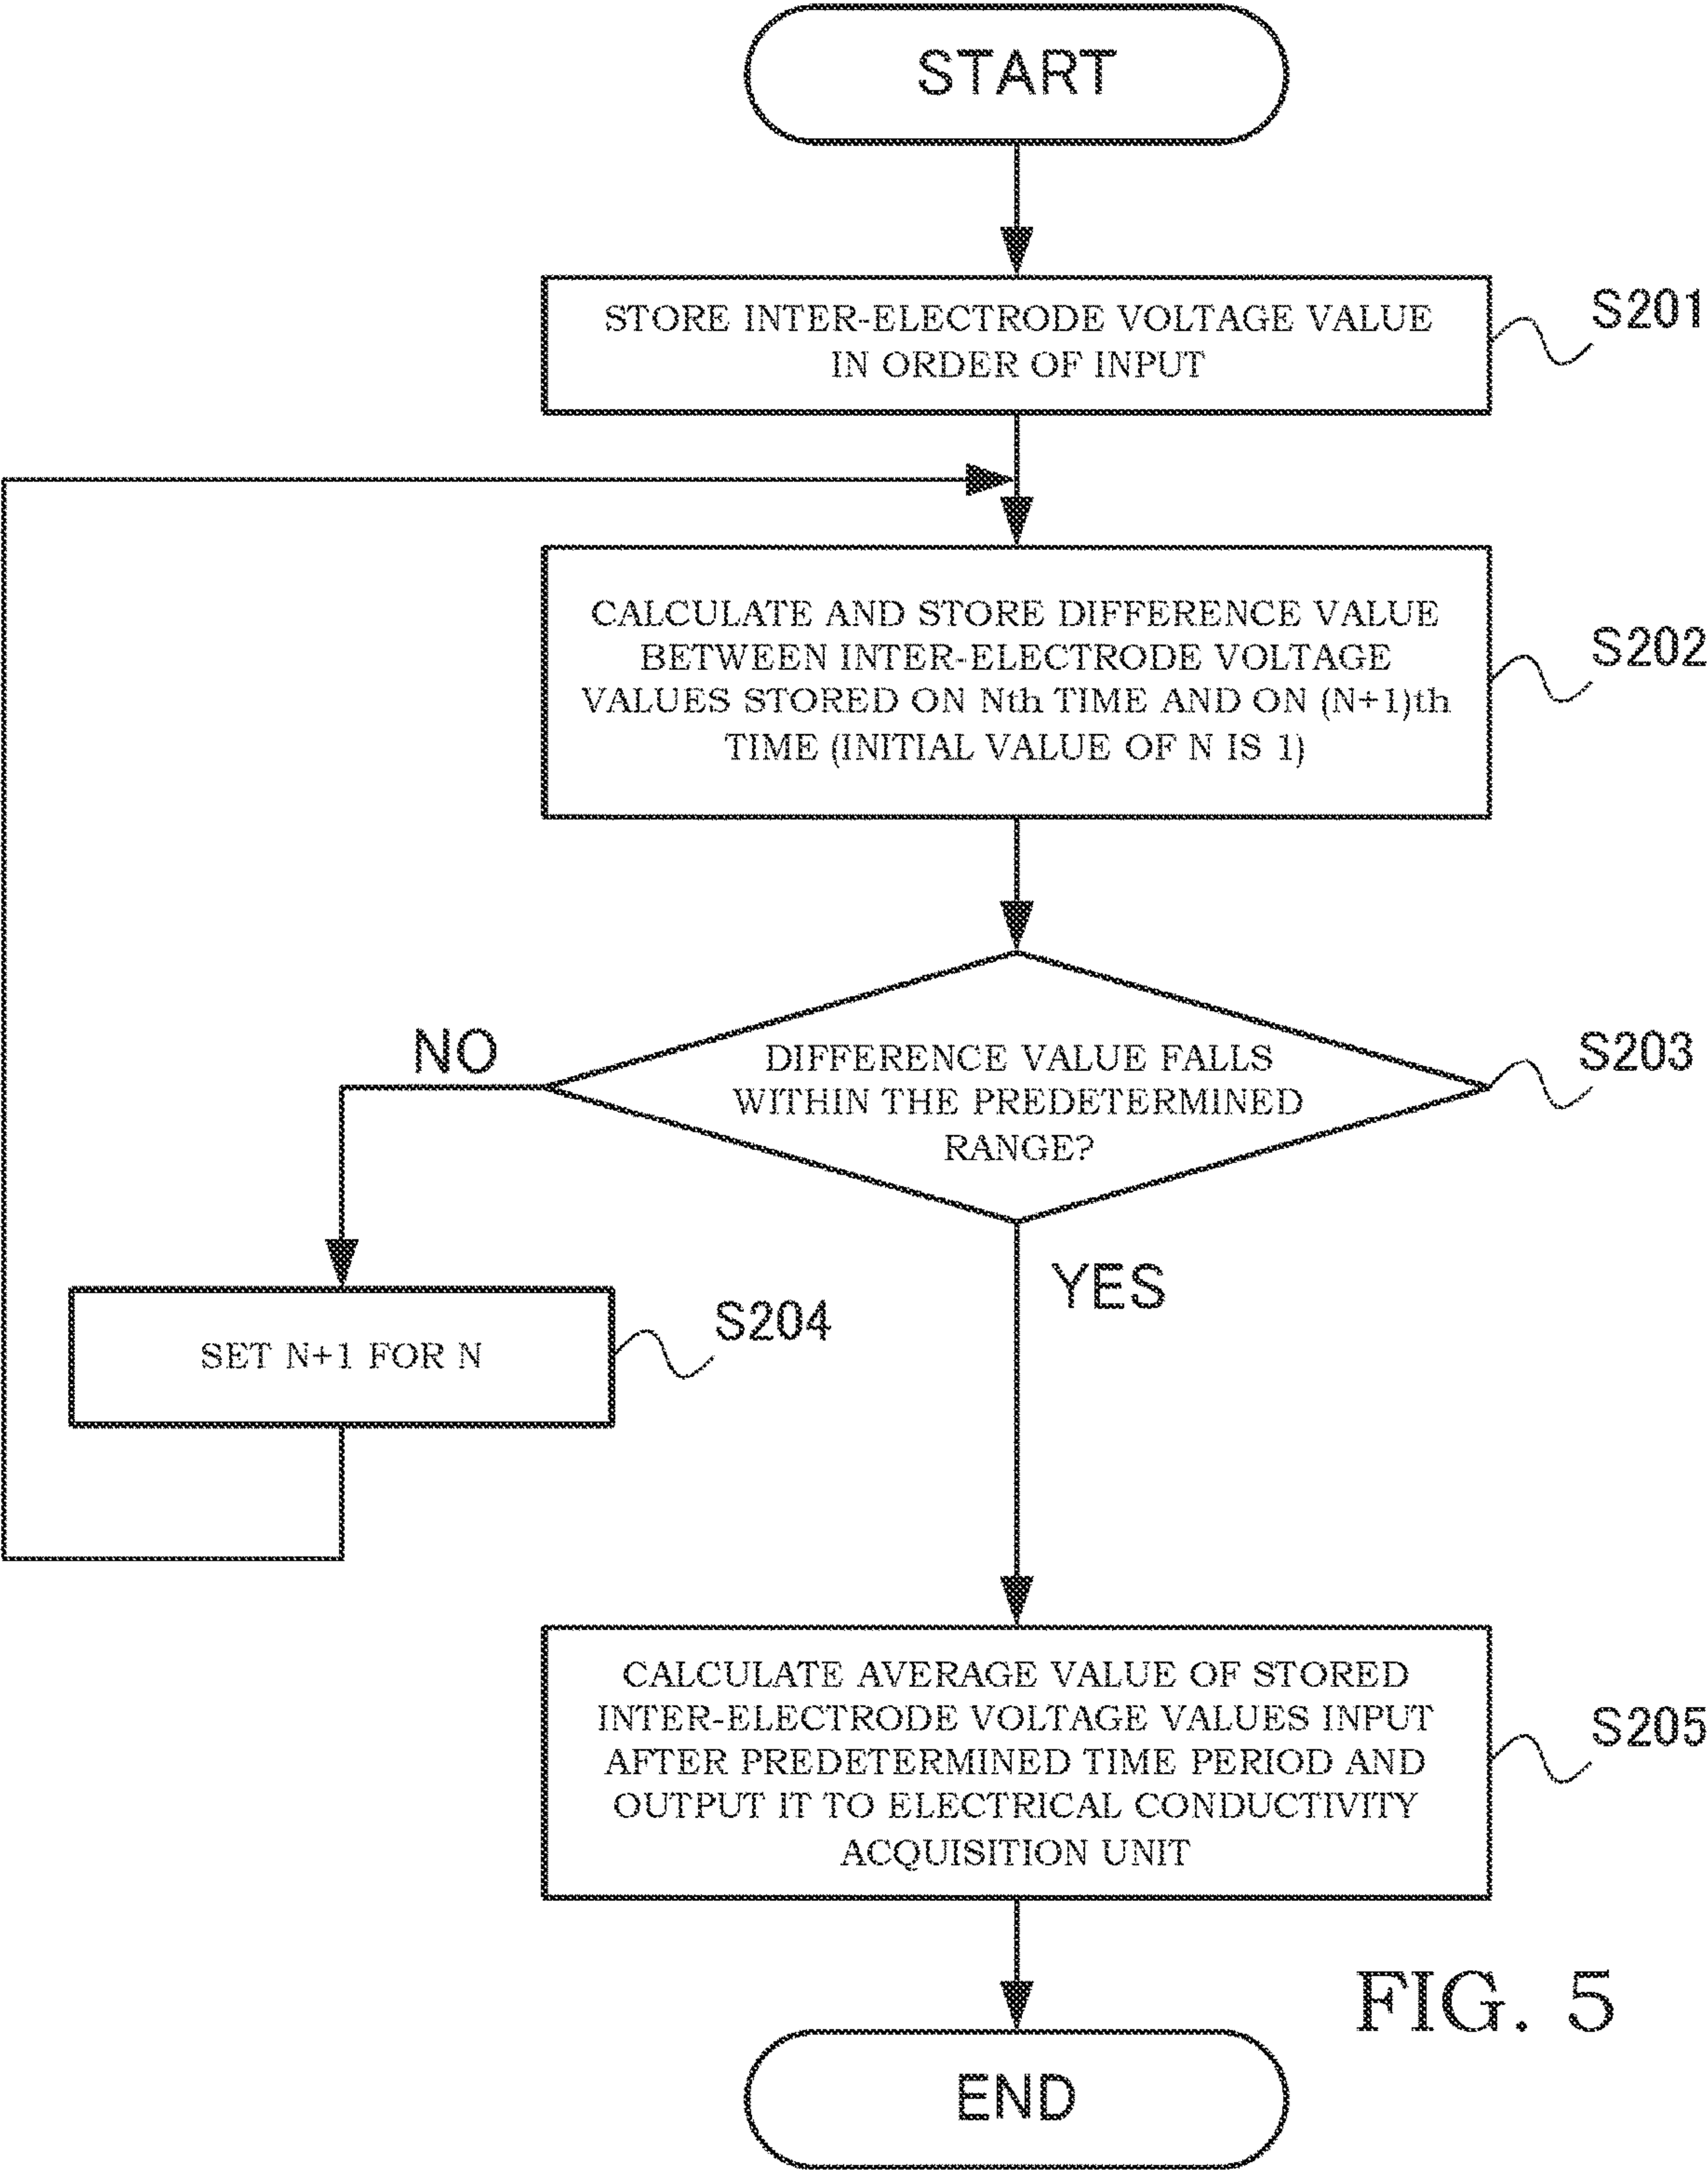 START
STORE INTER-ELECTRODE VOLTAGE VALUE
IN ORDER OF INPUT
S201
CALCULATE AND STORE DIFFERENCE VALUE
BETWEEN INTER-ELECTRODE VOLTAGE
VALUES STORED ON Nth TIME AND ON (N+1)th
TIME (INITIAL VALUE OF N IS 1)
S202
DIFFERENCE VALUE FALLS
WITHIN THE PREDETERMINED
RANGE?
S203
NO
YES
SET N+1 FOR N
S204
CALCULATE AVERAGE VALUE OF STORED
INTER-ELECTRODE VOLTAGE VALUES INPUT
AFTER PREDETERMINED TIME PERIOD AND
OUTPUT IT TO ELECTRICAL CONDUCTIVITY
ACQUISITION UNIT
S205
END
FIG. 5